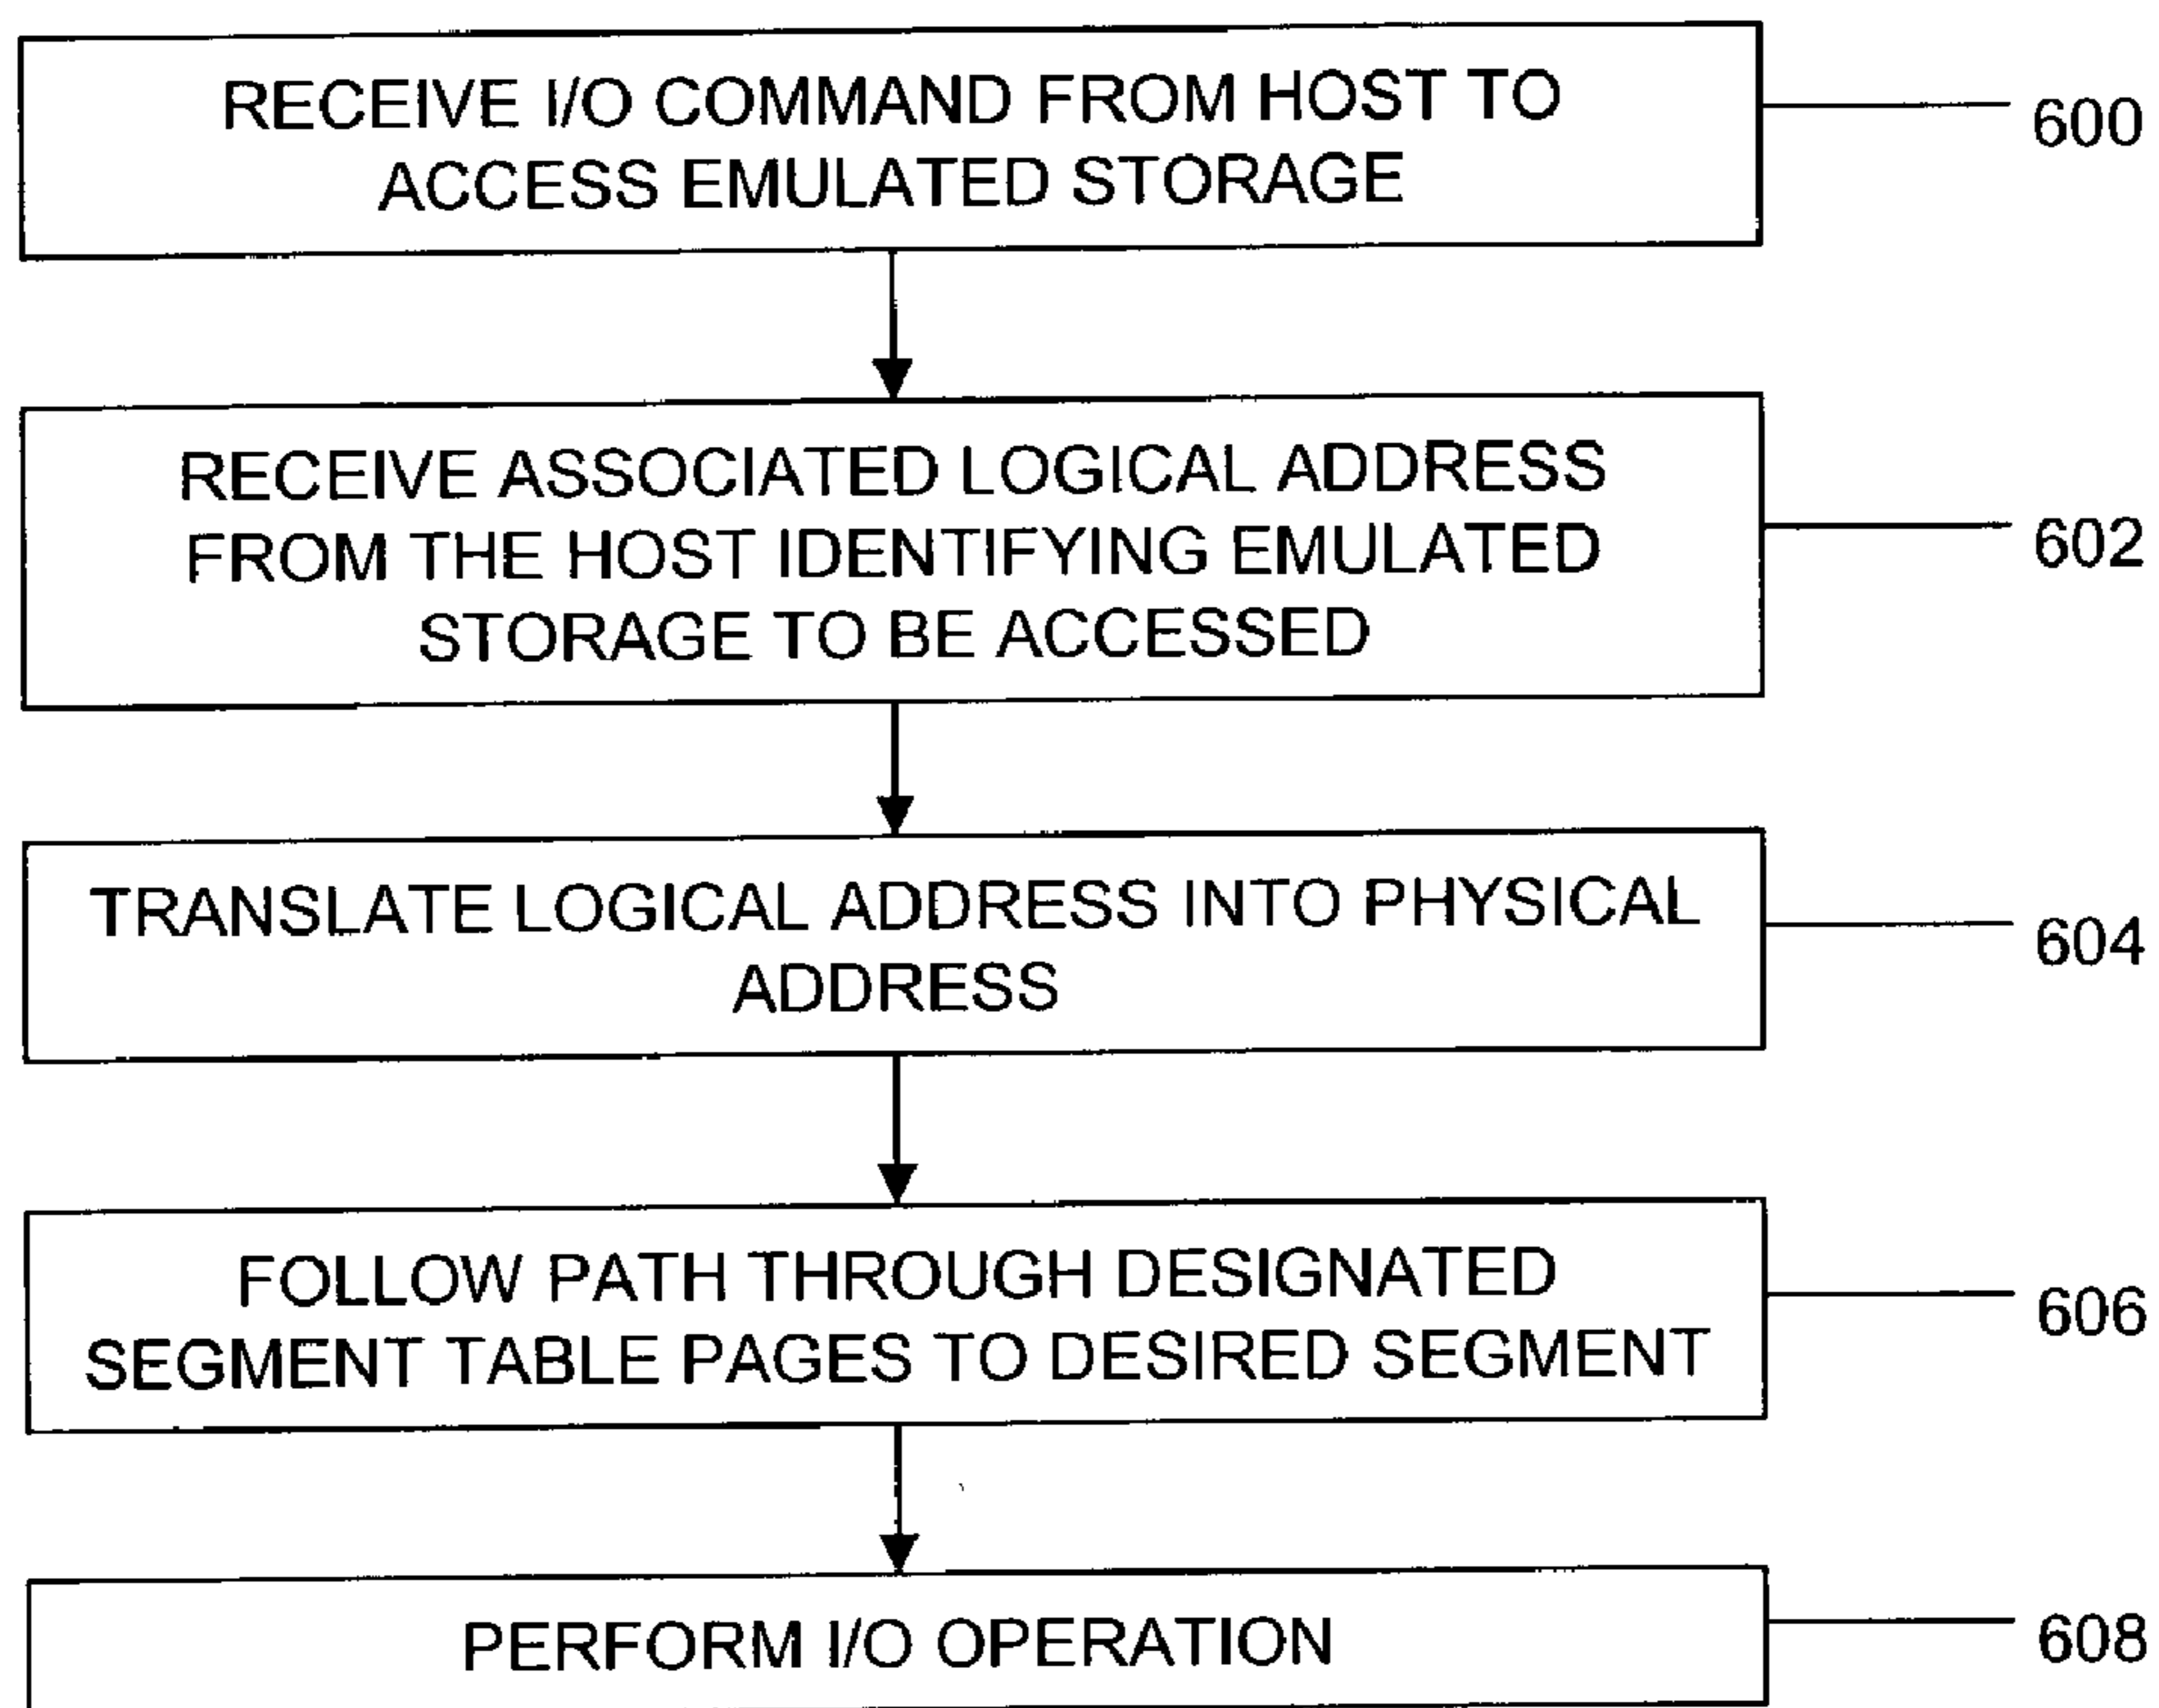 RECEIVE I/O COMMAND FROM HOST TO
ACCESS EMULATED STORAGE
600
RECEIVE ASSOCIATED LOGICAL ADDRESS
FROM THE HOST IDENTIFYING EMULATED
STORAGE TO BE ACCESSED
602
TRANSLATE LOGICAL ADDRESS INTO PHYSICAL
ADDRESS
604
FOLLOW PATH THROUGH DESIGNATED
SEGMENT TABLE PAGES TO DESIRED SEGMENT
606
PERFORM I/O OPERATION
608